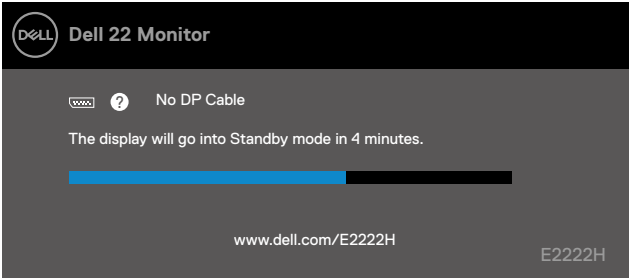 DELL Dell 22 Monitor
? No DP Cable
The display will go into Standby mode in 4 minutes.
www.dell.com/E2222H
E2222H